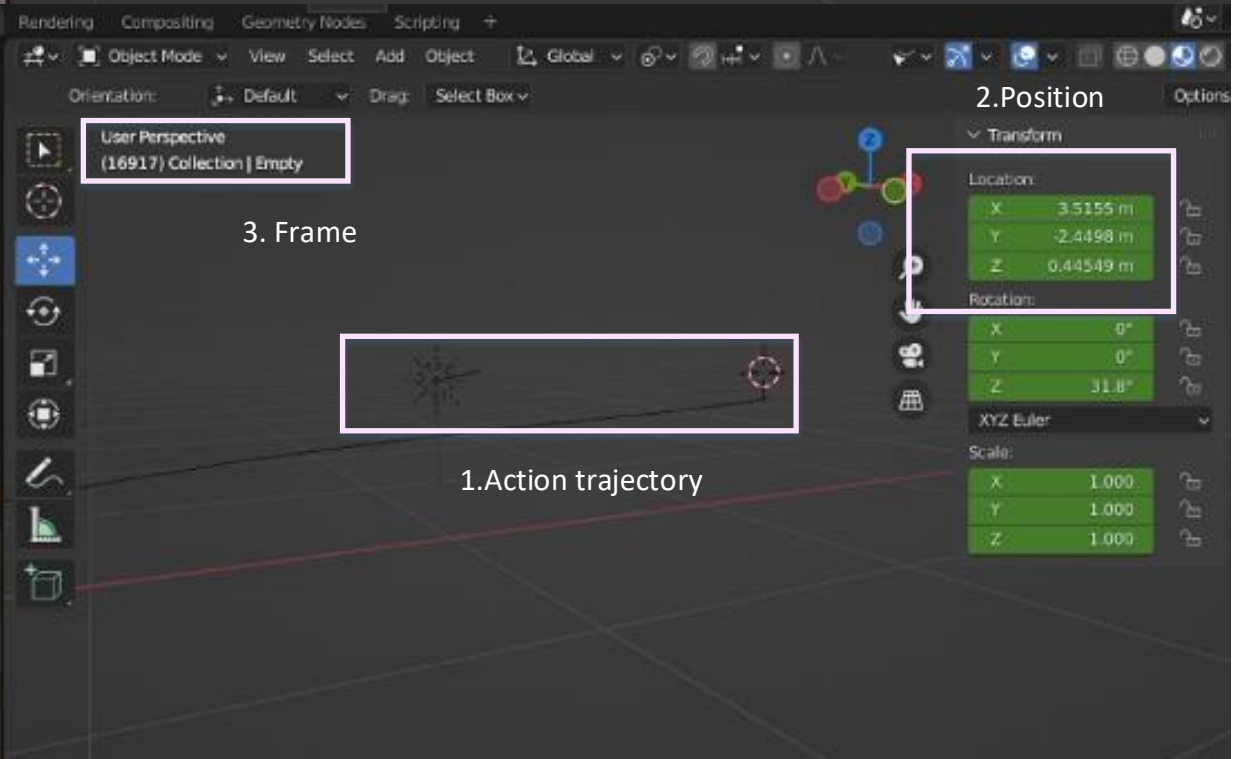 Rendering Compositing Geometry Nodes Scripting +
Object Mode View Select Add Object Global
Orientation: Default Drag: Select Box
2.Position
Options
User Perspective
(16917) Collection | Empty
Transform
Z
Y
3. Frame
Location:
X 3.5155 m
Y -2.4498 m
Z 0.44549 m
Rotation:
X 0°
Y 0°
Z 31.8°
XYZ Euler
1.Action trajectory
Scale:
X 1.000
Y 1.000
Z 1.000